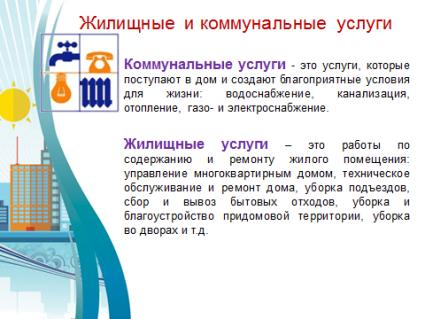 Жилищные и коммунальные услуги
Коммунальные услуги - это услуги, которые
поступают в дом и создают благоприятные условия
для жизни: водоснабжение, канализация,
отопление, газо- и электроснабжение.
Жилищные услуги – это работы по
содержанию и ремонту жилого помещения:
управление многоквартирным домом, техническое
обслуживание и ремонт дома, уборка подъездов,
сбор и вывоз бытовых отходов, уборка и
благоустройство придомовой территории, уборка
во дворах и т.д.